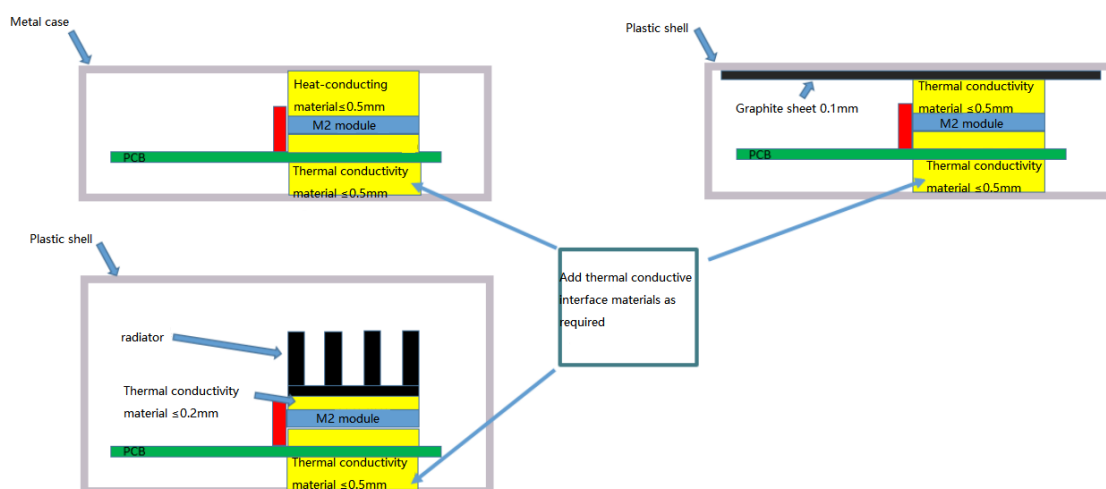 Metal case
Heat-conducting
material≤0.5mm
M2 module
PCB
Thermal conductivity
material ≤0.5mm
Plastic shell
Thermal conductivity
material ≤0.5mm
Graphite sheet 0.1mm
M2 module
PCB
Thermal conductivity
material ≤0.5mm
Plastic shell
radiator
Thermal conductivity
material ≤0.2mm
M2 module
PCB
Thermal conductivity
material ≤0.5mm
Add thermal conductive
interface materials as
required